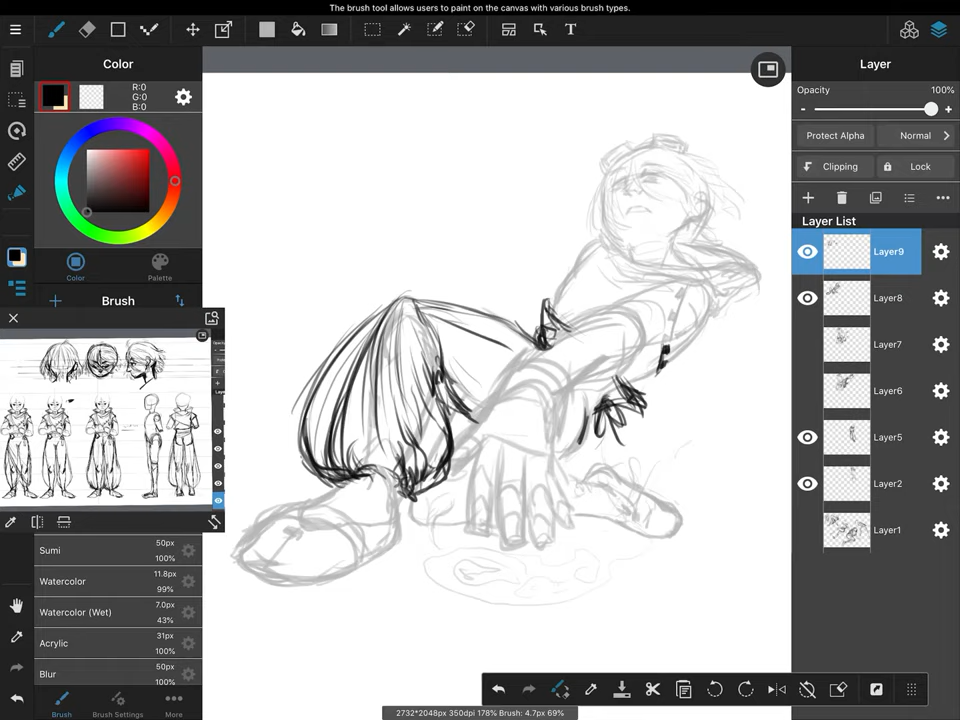 The brush tool allows users to paint on the canvas with various brush types.
T
Color
Layer
R:0
G:0
B:0
Opacity
100%
-
+
Protect Alpha
Normal
Clipping
Lock
Layer List
Color
Palette
Brush
Layer9
Layer8
Layer7
Layer6
Layer5
Layer2
Layer1
Sumi
50px
100%
Watercolor
11.8px
99%
Watercolor (Wet)
7.0px
43%
Acrylic
31px
100%
Blur
50px
100%
Brush
Brush Settings
More
2732*2048px 350dpi 178% Brush: 4.7px 69%